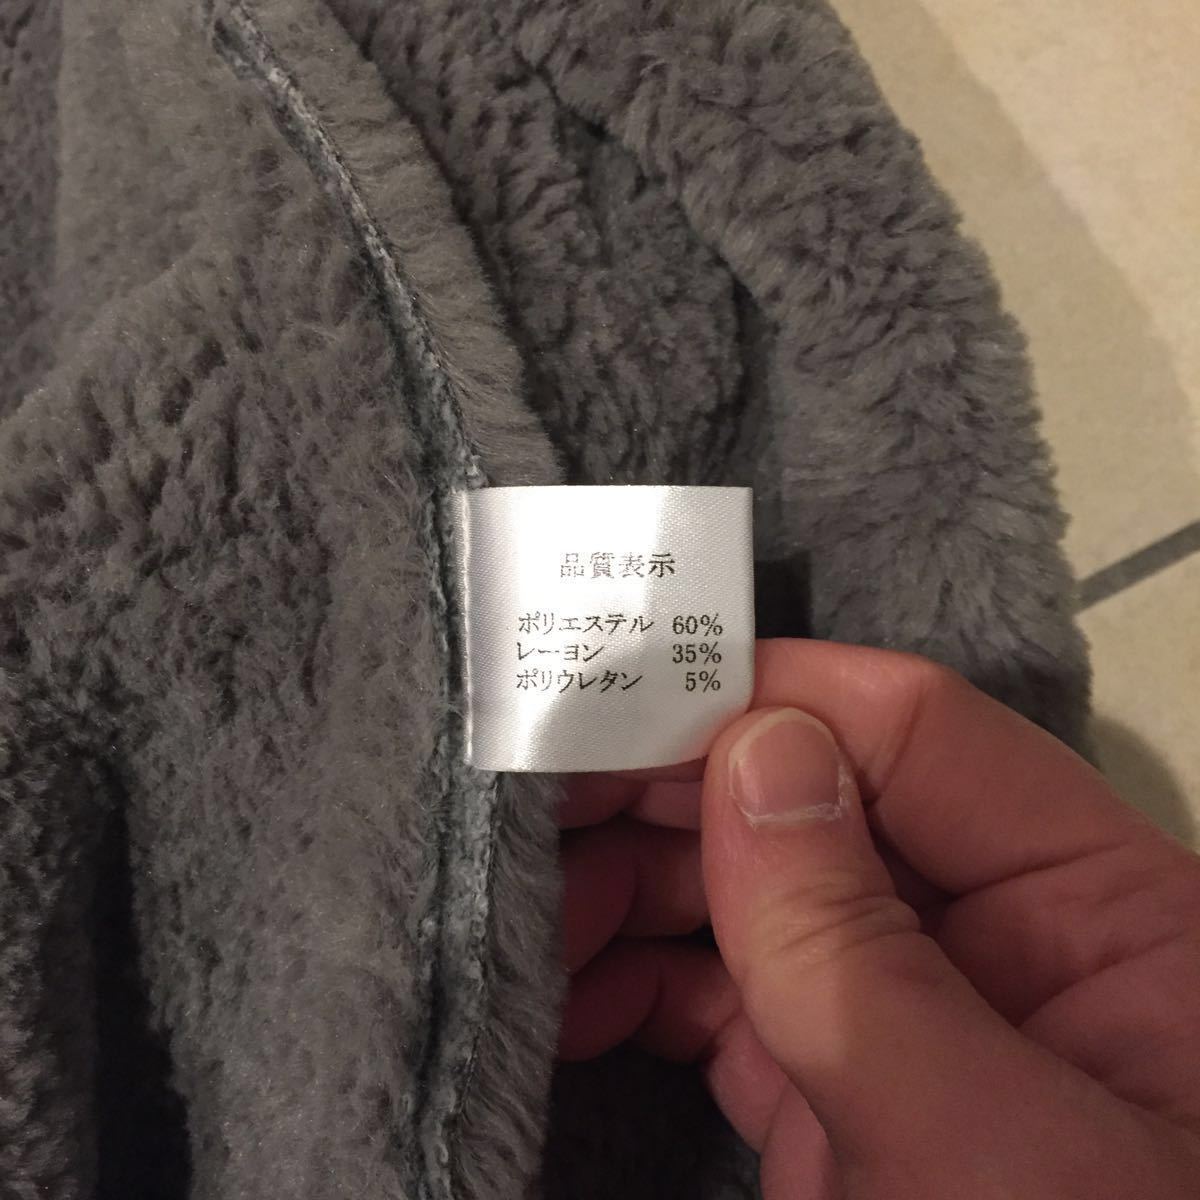 品質表示
ポリエステル 60%
レーヨン 35%
ポリウレタン 5%